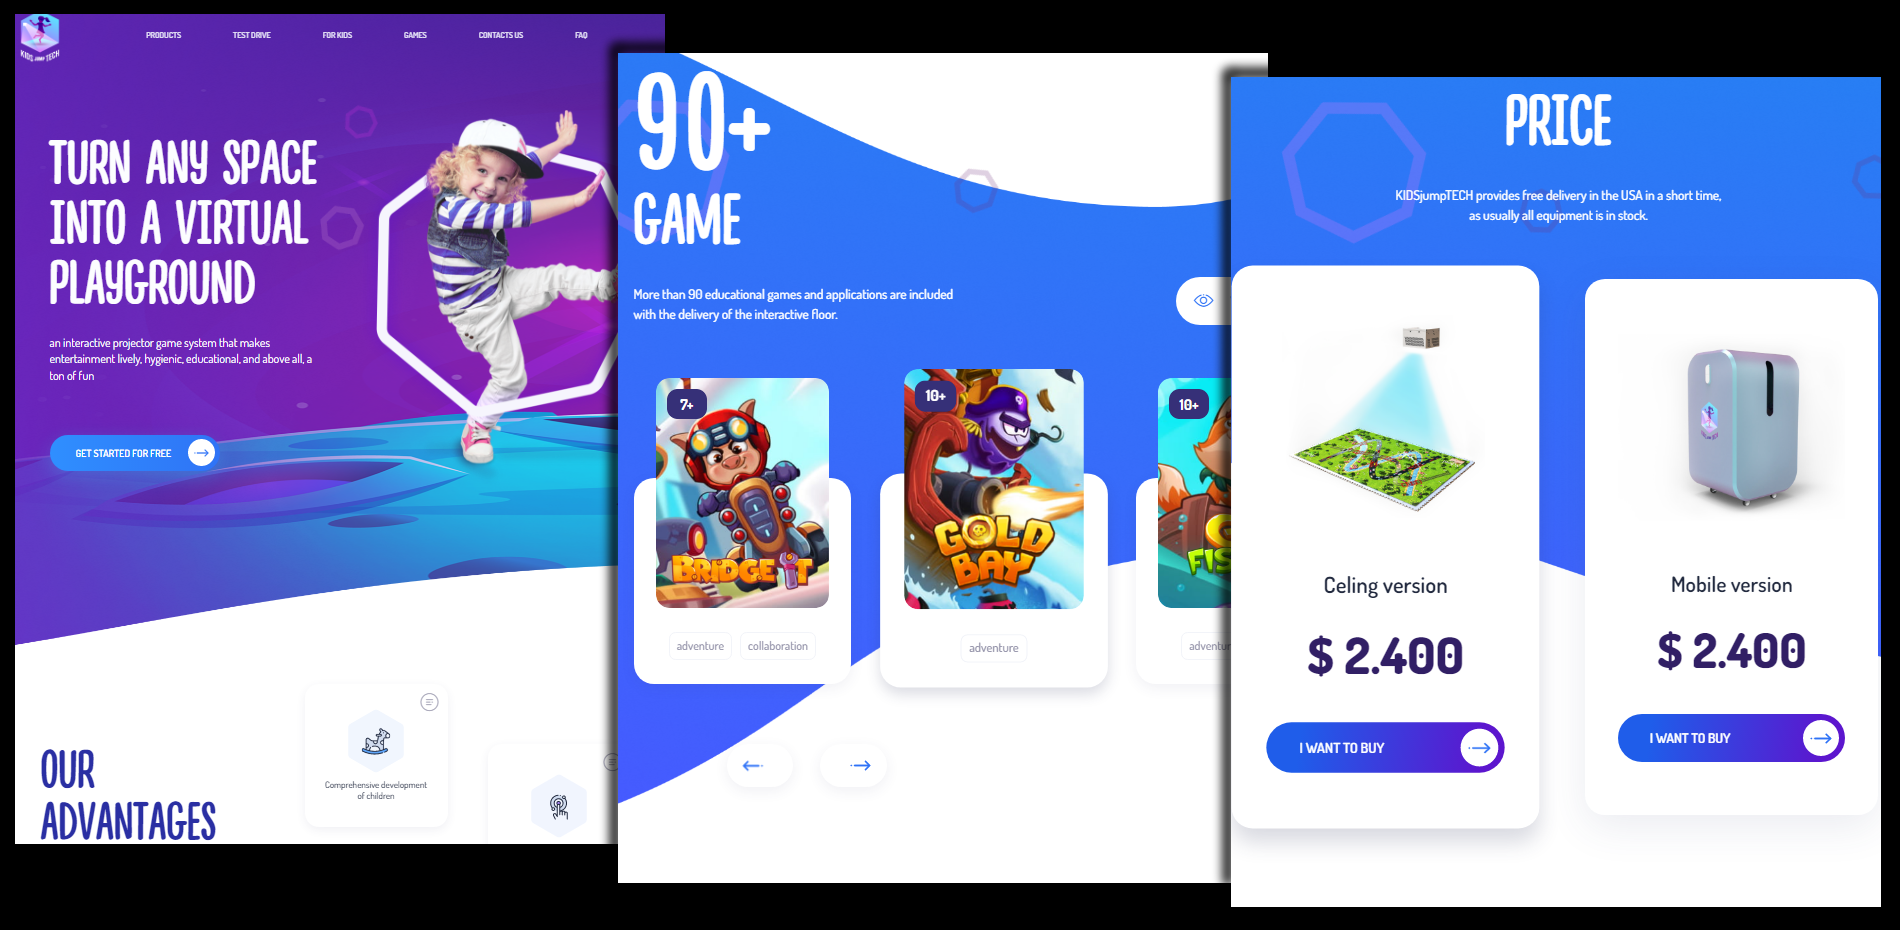 KIDS JUMP TECH
PRODUCTS
TEST DRIVE
FOR KIDS
GAMES
CONTACTS US
FAQ
TURN ANY SPACE
INTO A VIRTUAL
PLAYGROUND
an interactive projector game system that makes
entertainment lively, hygienic, educational, and above all, a
ton of fun
GET STARTED FOR FREE
OUR
ADVANTAGES
Comprehensive development
of children
90+
GAME
More than 90 educational games and applications are included
with the delivery of the interactive floor.
7+
BRIDGE IT
adventure
collaboration
10+
GOLD
BAY
adventure
10+
PRICE
KIDSjumpTECH provides free delivery in the USA in a short time,
as usually all equipment is in stock.
Celing version
$ 2.400
I WANT TO BUY
Mobile version
$ 2.400
I WANT TO BUY